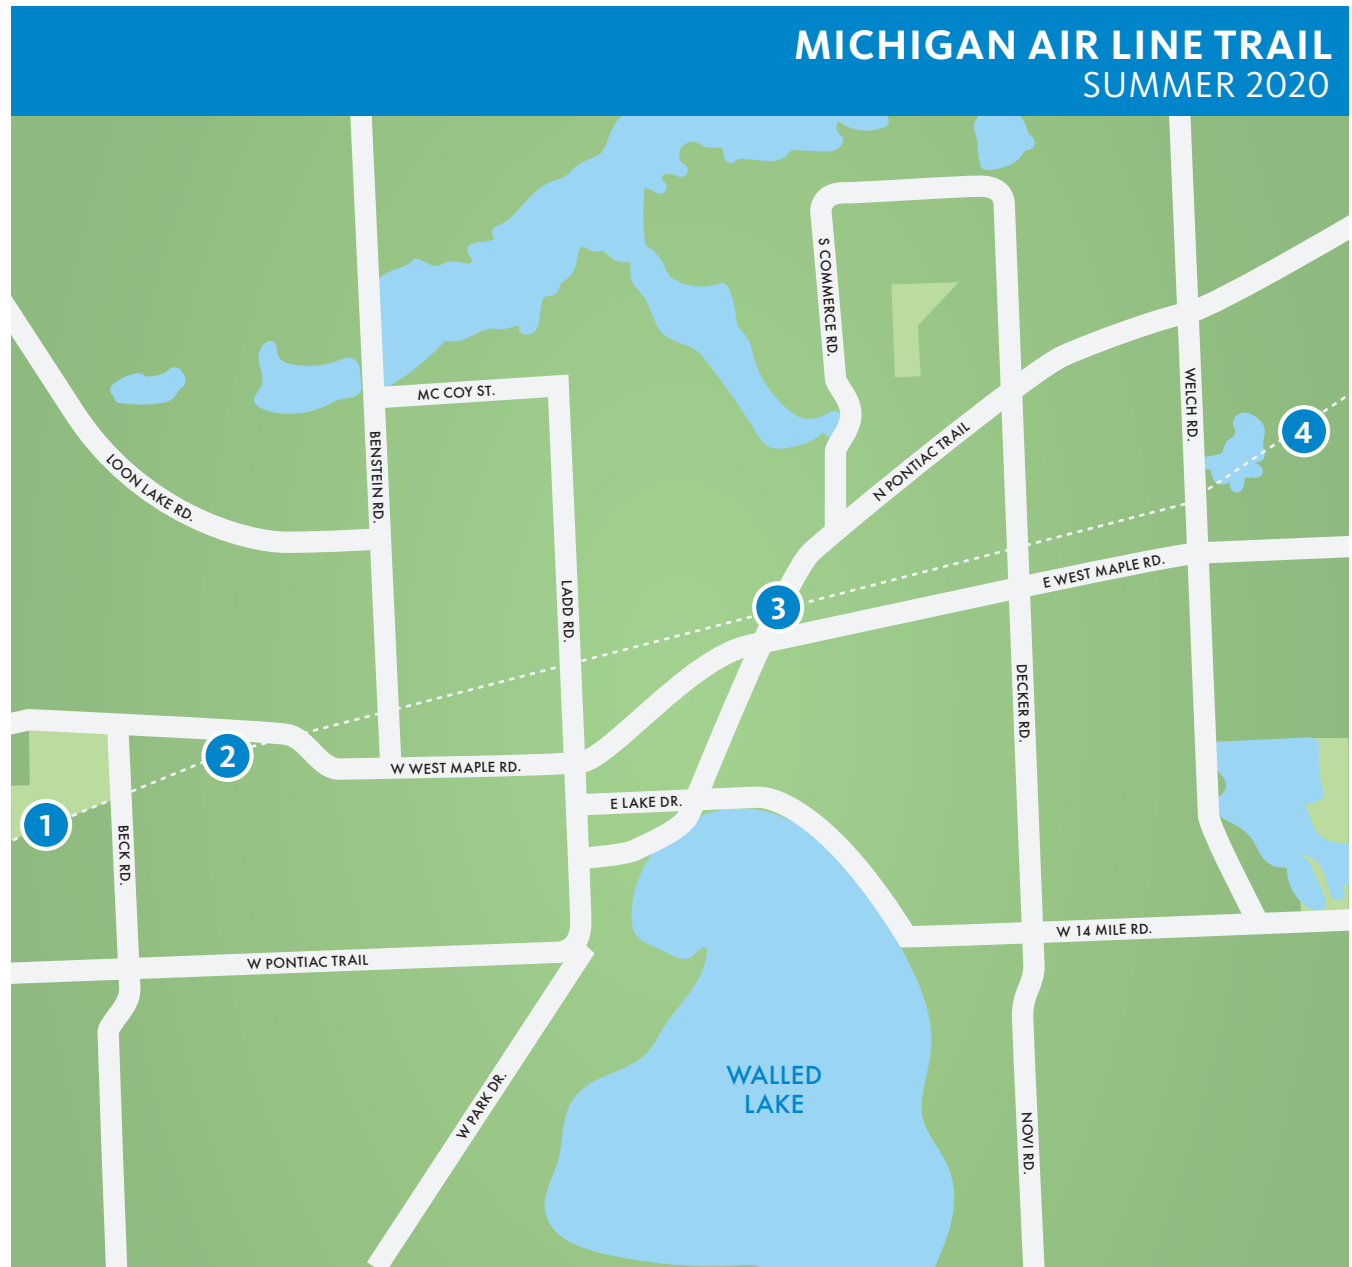 MICHIGAN AIR LINE TRAIL
SUMMER 2020
S COMMERCE RD.
MC COY ST.
WELCH RD.
4
BENSTEIN RD.
N PONTIAC TRAIL
LOON LAKE RD.
E WEST MAPLE RD.
LADD RD.
3
DECKER RD.
2
W WEST MAPLE RD.
E LAKE DR.
1
BECK RD.
W 14 MILE RD.
W PONTIAC TRAIL
WALLED
LAKE
W PARK DR.
NOVI RD.